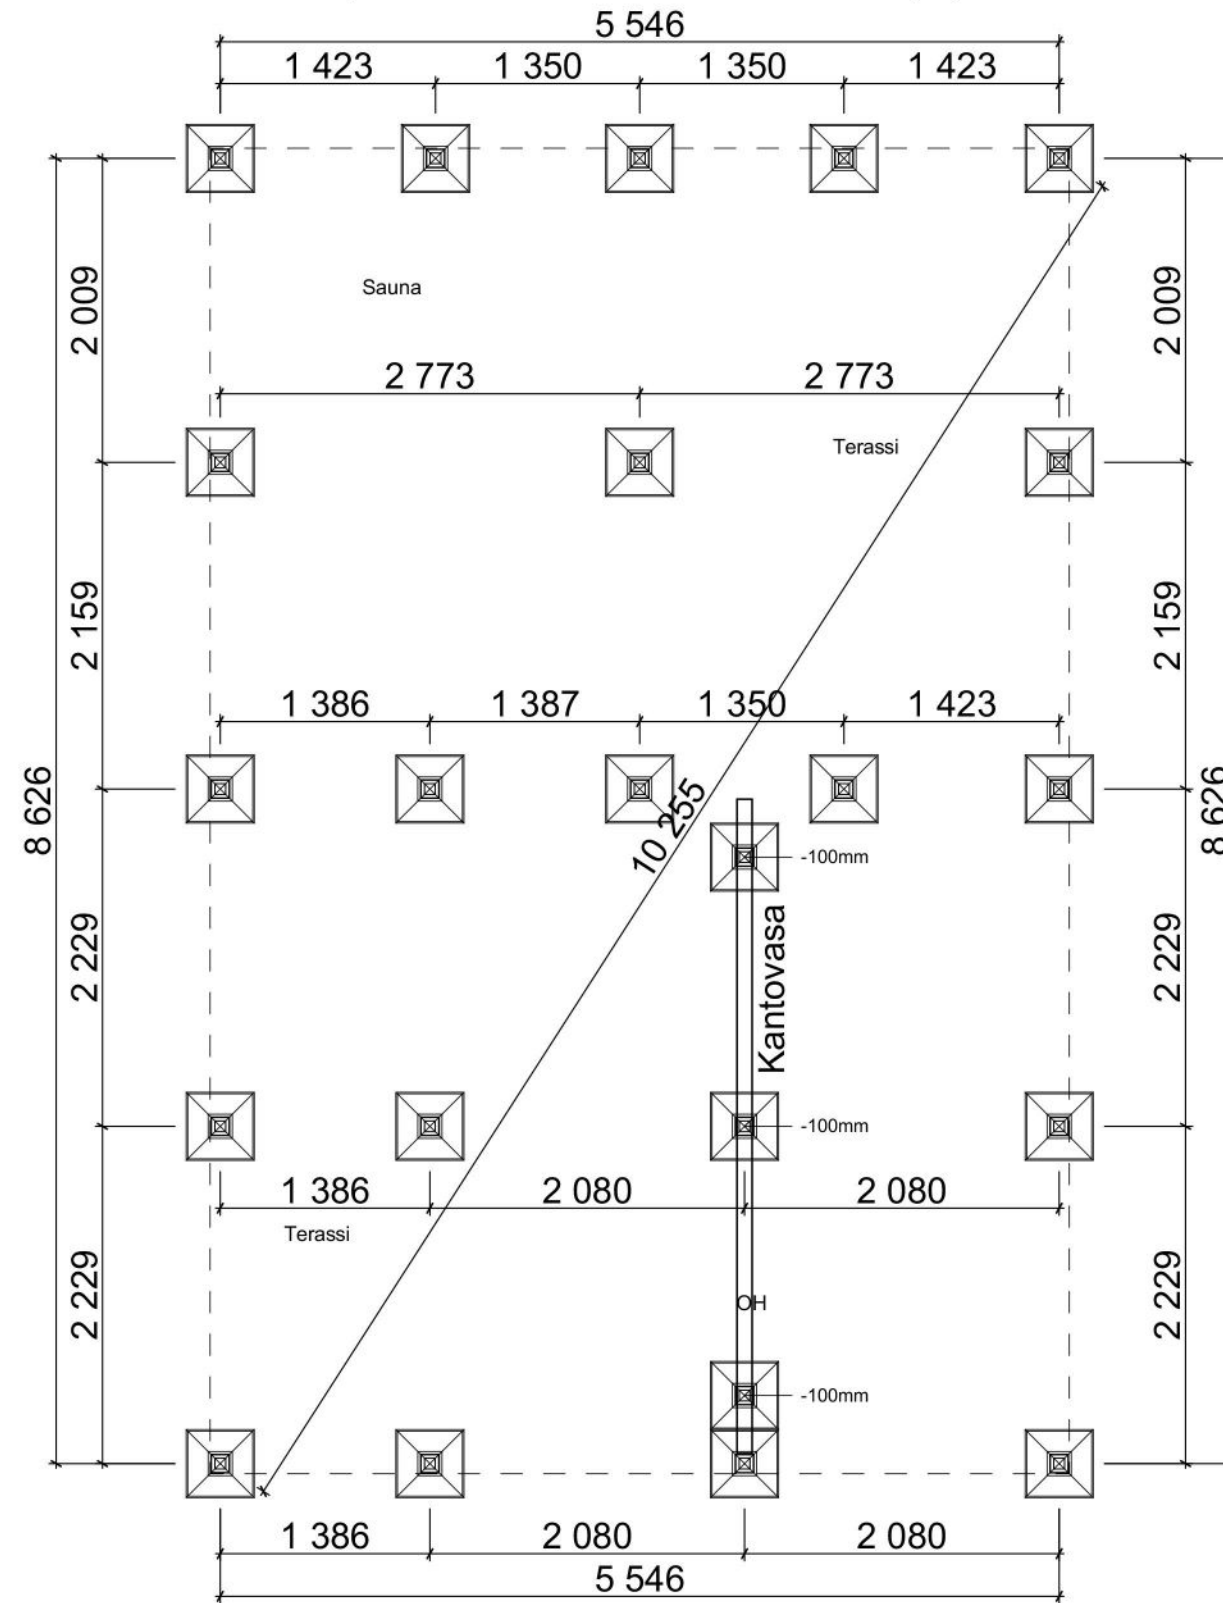 5 546
1 423 1 350 1 350 1 423
2 009 Sauna 2 009
2 773 2 773
Terassi
2 159 2 159
1 386 1 387 1 350 1 423
8 626 10 255 8 626
-100mm
2 229 Kantovasa 2 229
-100mm
1 386 2 080 2 080
Terassi
2 229 OH 2 229
-100mm
1 386 2 080 2 080
5 546